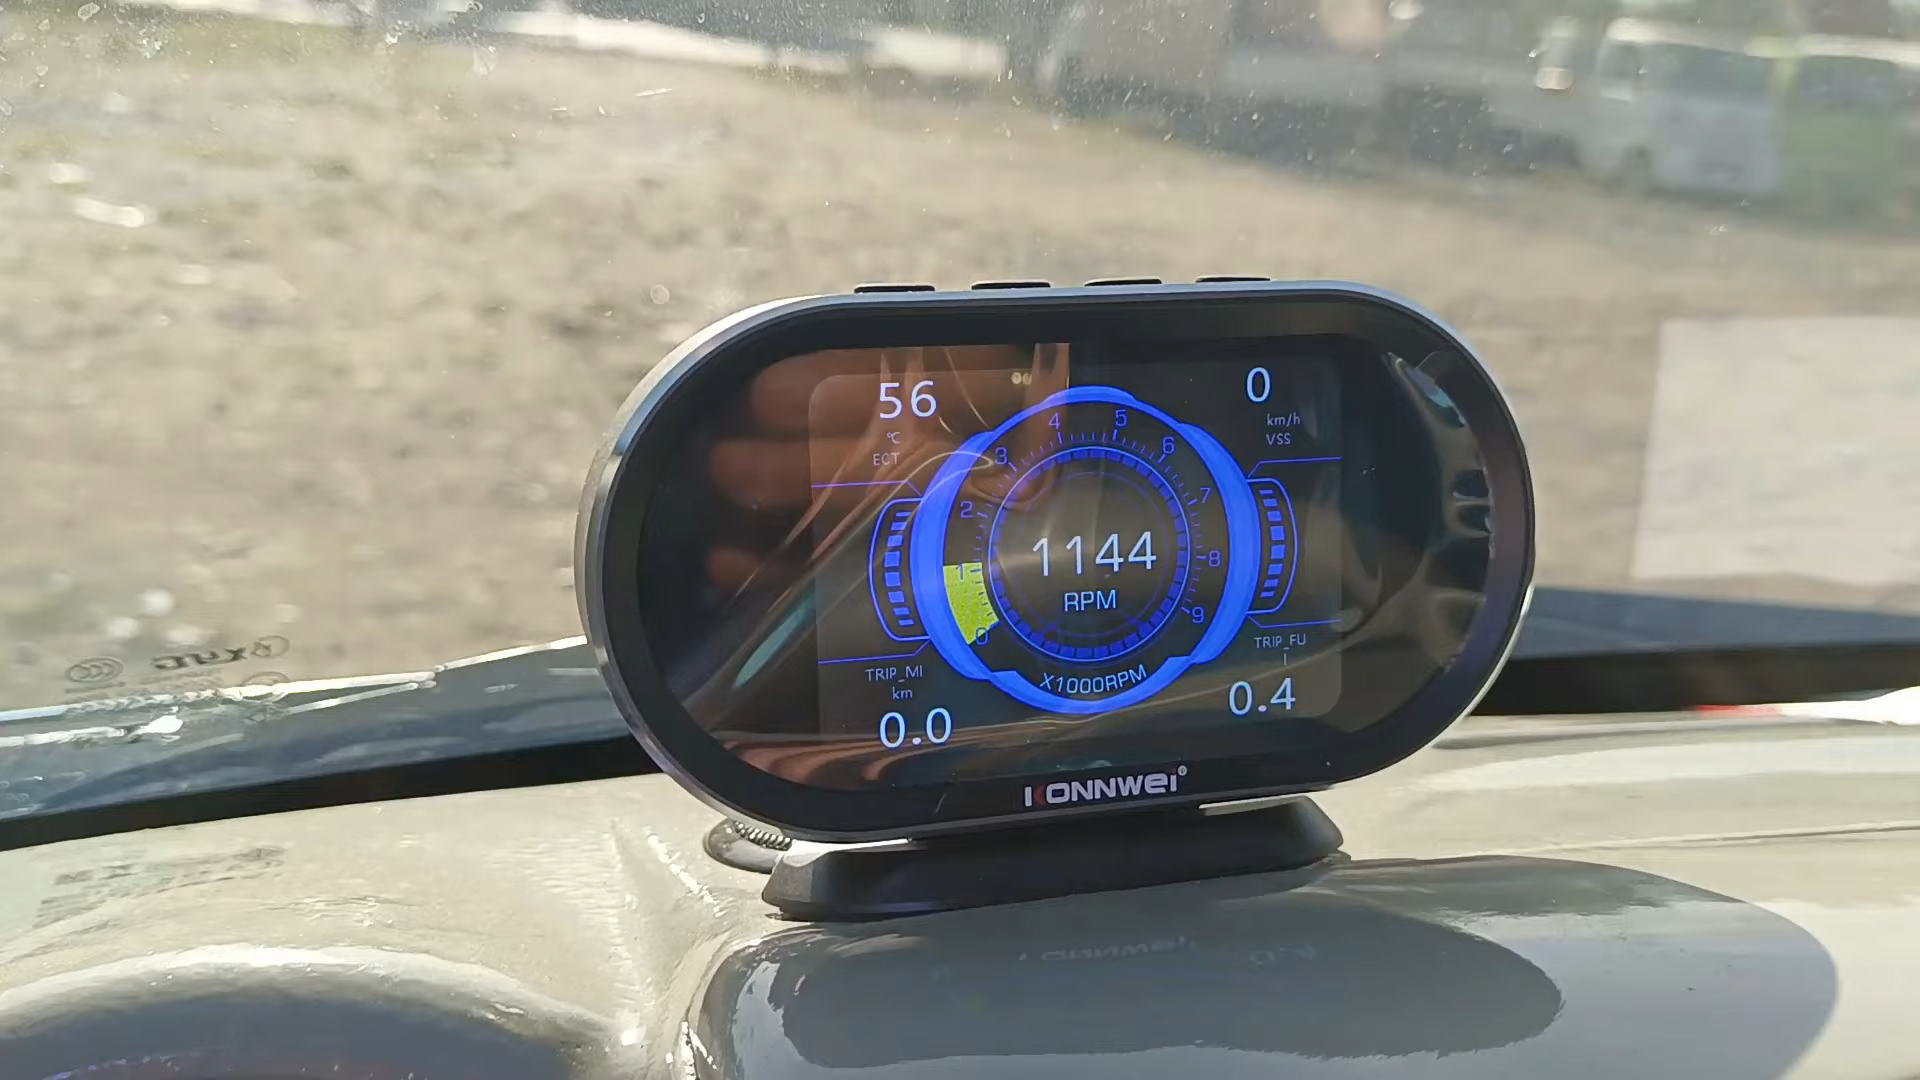 56
°C
ECT
0
km/h
VSS
0
1
2
3
4
5
6
7
8
9
1144
RPM
X1000RPM
TRIP_MI
km
0.0
TRIP_FU
l
0.4
KONNWEI®